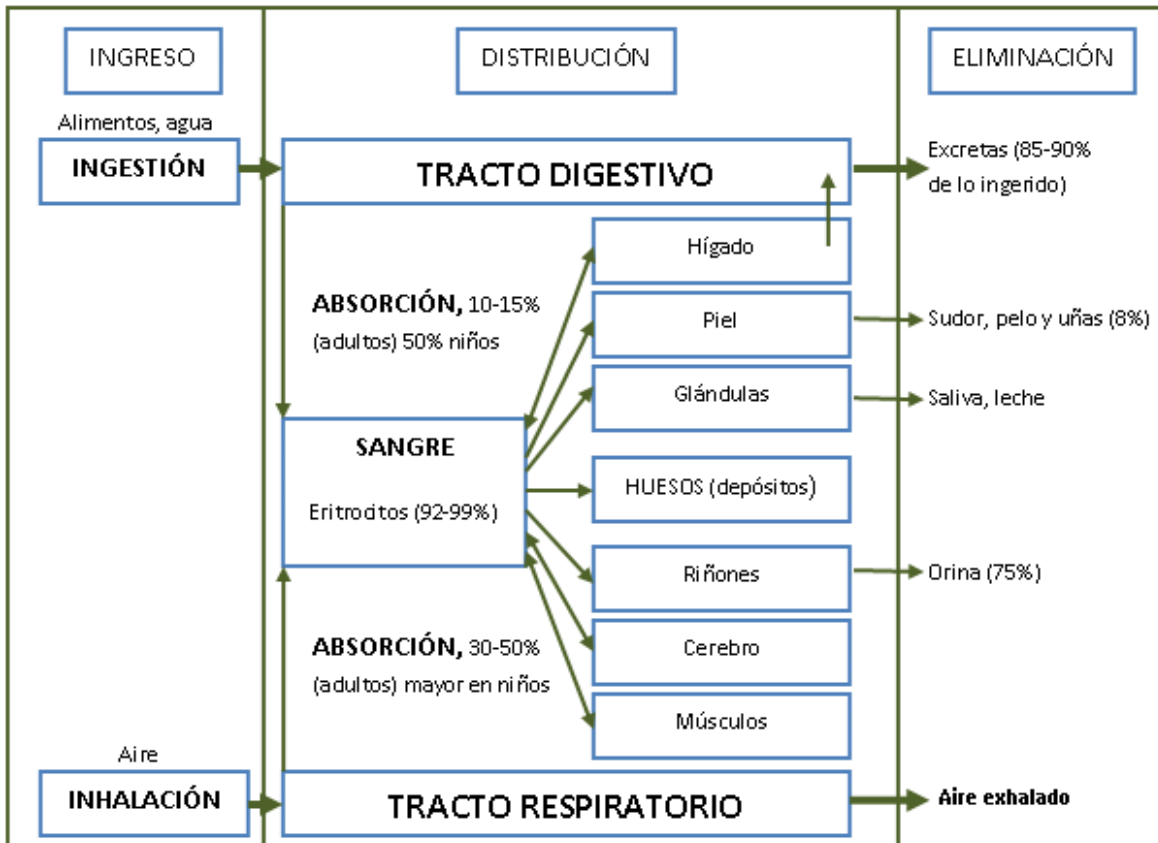 INGRESO
DISTRIBUCIÓN
ELIMINACIÓN
Alimentos, agua
INGESTIÓN
TRACTO DIGESTIVO
Excretas (85-90%
de lo ingerido)
Hígado
ABSORCIÓN, 10-15%
(adultos) 50% niños
Piel
Sudor, pelo y uñas (8%)
Glándulas
Saliva, leche
SANGRE
Eritrocitos (92-99%)
HUESOS (depósitos)
Riñones
Orina (75%)
ABSORCIÓN, 30-50%
(adultos) mayor en niños
Cerebro
Músculos
Aire
INHALACIÓN
TRACTO RESPIRATORIO
Aire exhalado